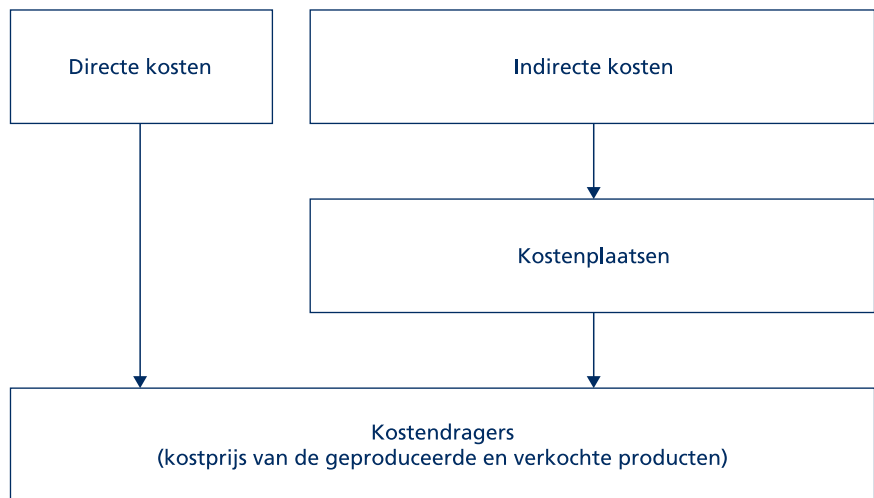 Directe kosten
Indirecte kosten
Kostenplaatsen
Kostendragers
(kostprijs van de geproduceerde en verkochte producten)